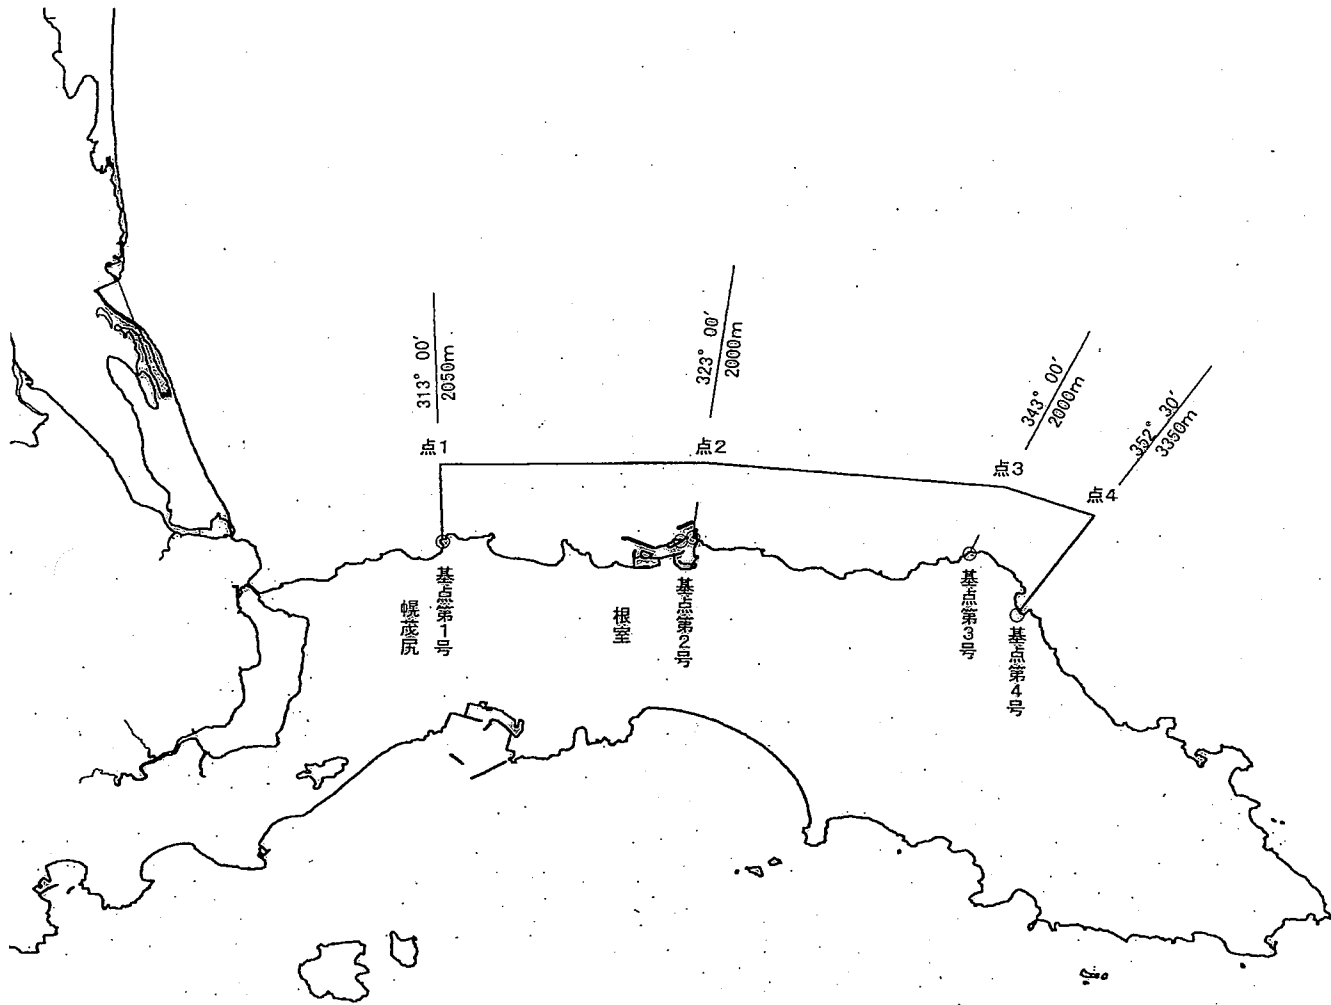 313° 00′
2050m
323° 00′
2000m
343° 00′
2000m
352° 30′
3350m
点1
点2
点3
点4
基点第1号
幌茂尻
根室
基点第2号
基点第3号
基点第4号